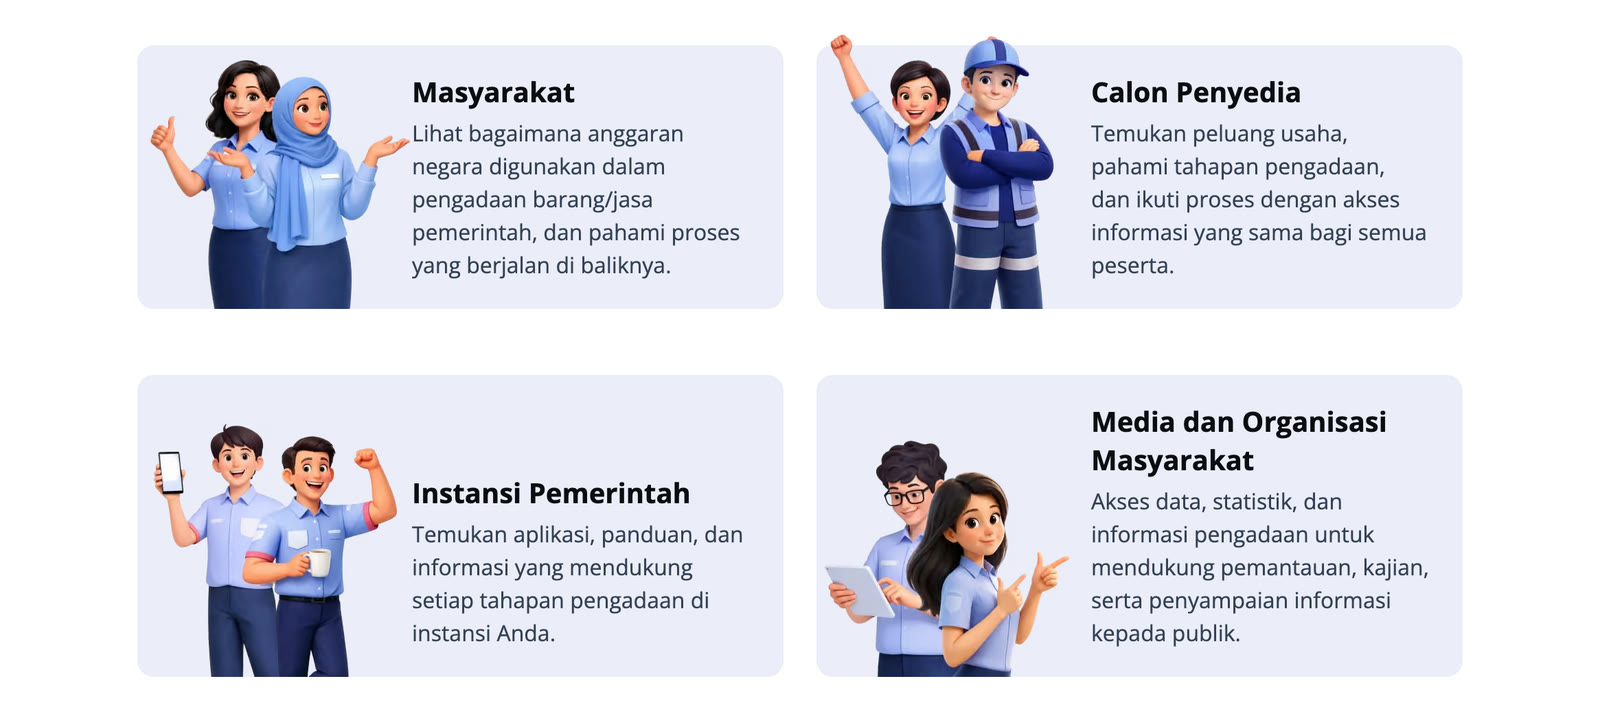 Masyarakat
Lihat bagaimana anggaran
negara digunakan dalam
pengadaan barang/jasa
pemerintah, dan pahami proses
yang berjalan di baliknya.
Calon Penyedia
Temukan peluang usaha,
pahami tahapan pengadaan,
dan ikuti proses dengan akses
informasi yang sama bagi semua
peserta.
Instansi Pemerintah
Temukan aplikasi, panduan, dan
informasi yang mendukung
setiap tahapan pengadaan di
instansi Anda.
Media dan Organisasi
Masyarakat
Akses data, statistik, dan
informasi pengadaan untuk
mendukung pemantauan, kajian,
serta penyampaian informasi
kepada publik.